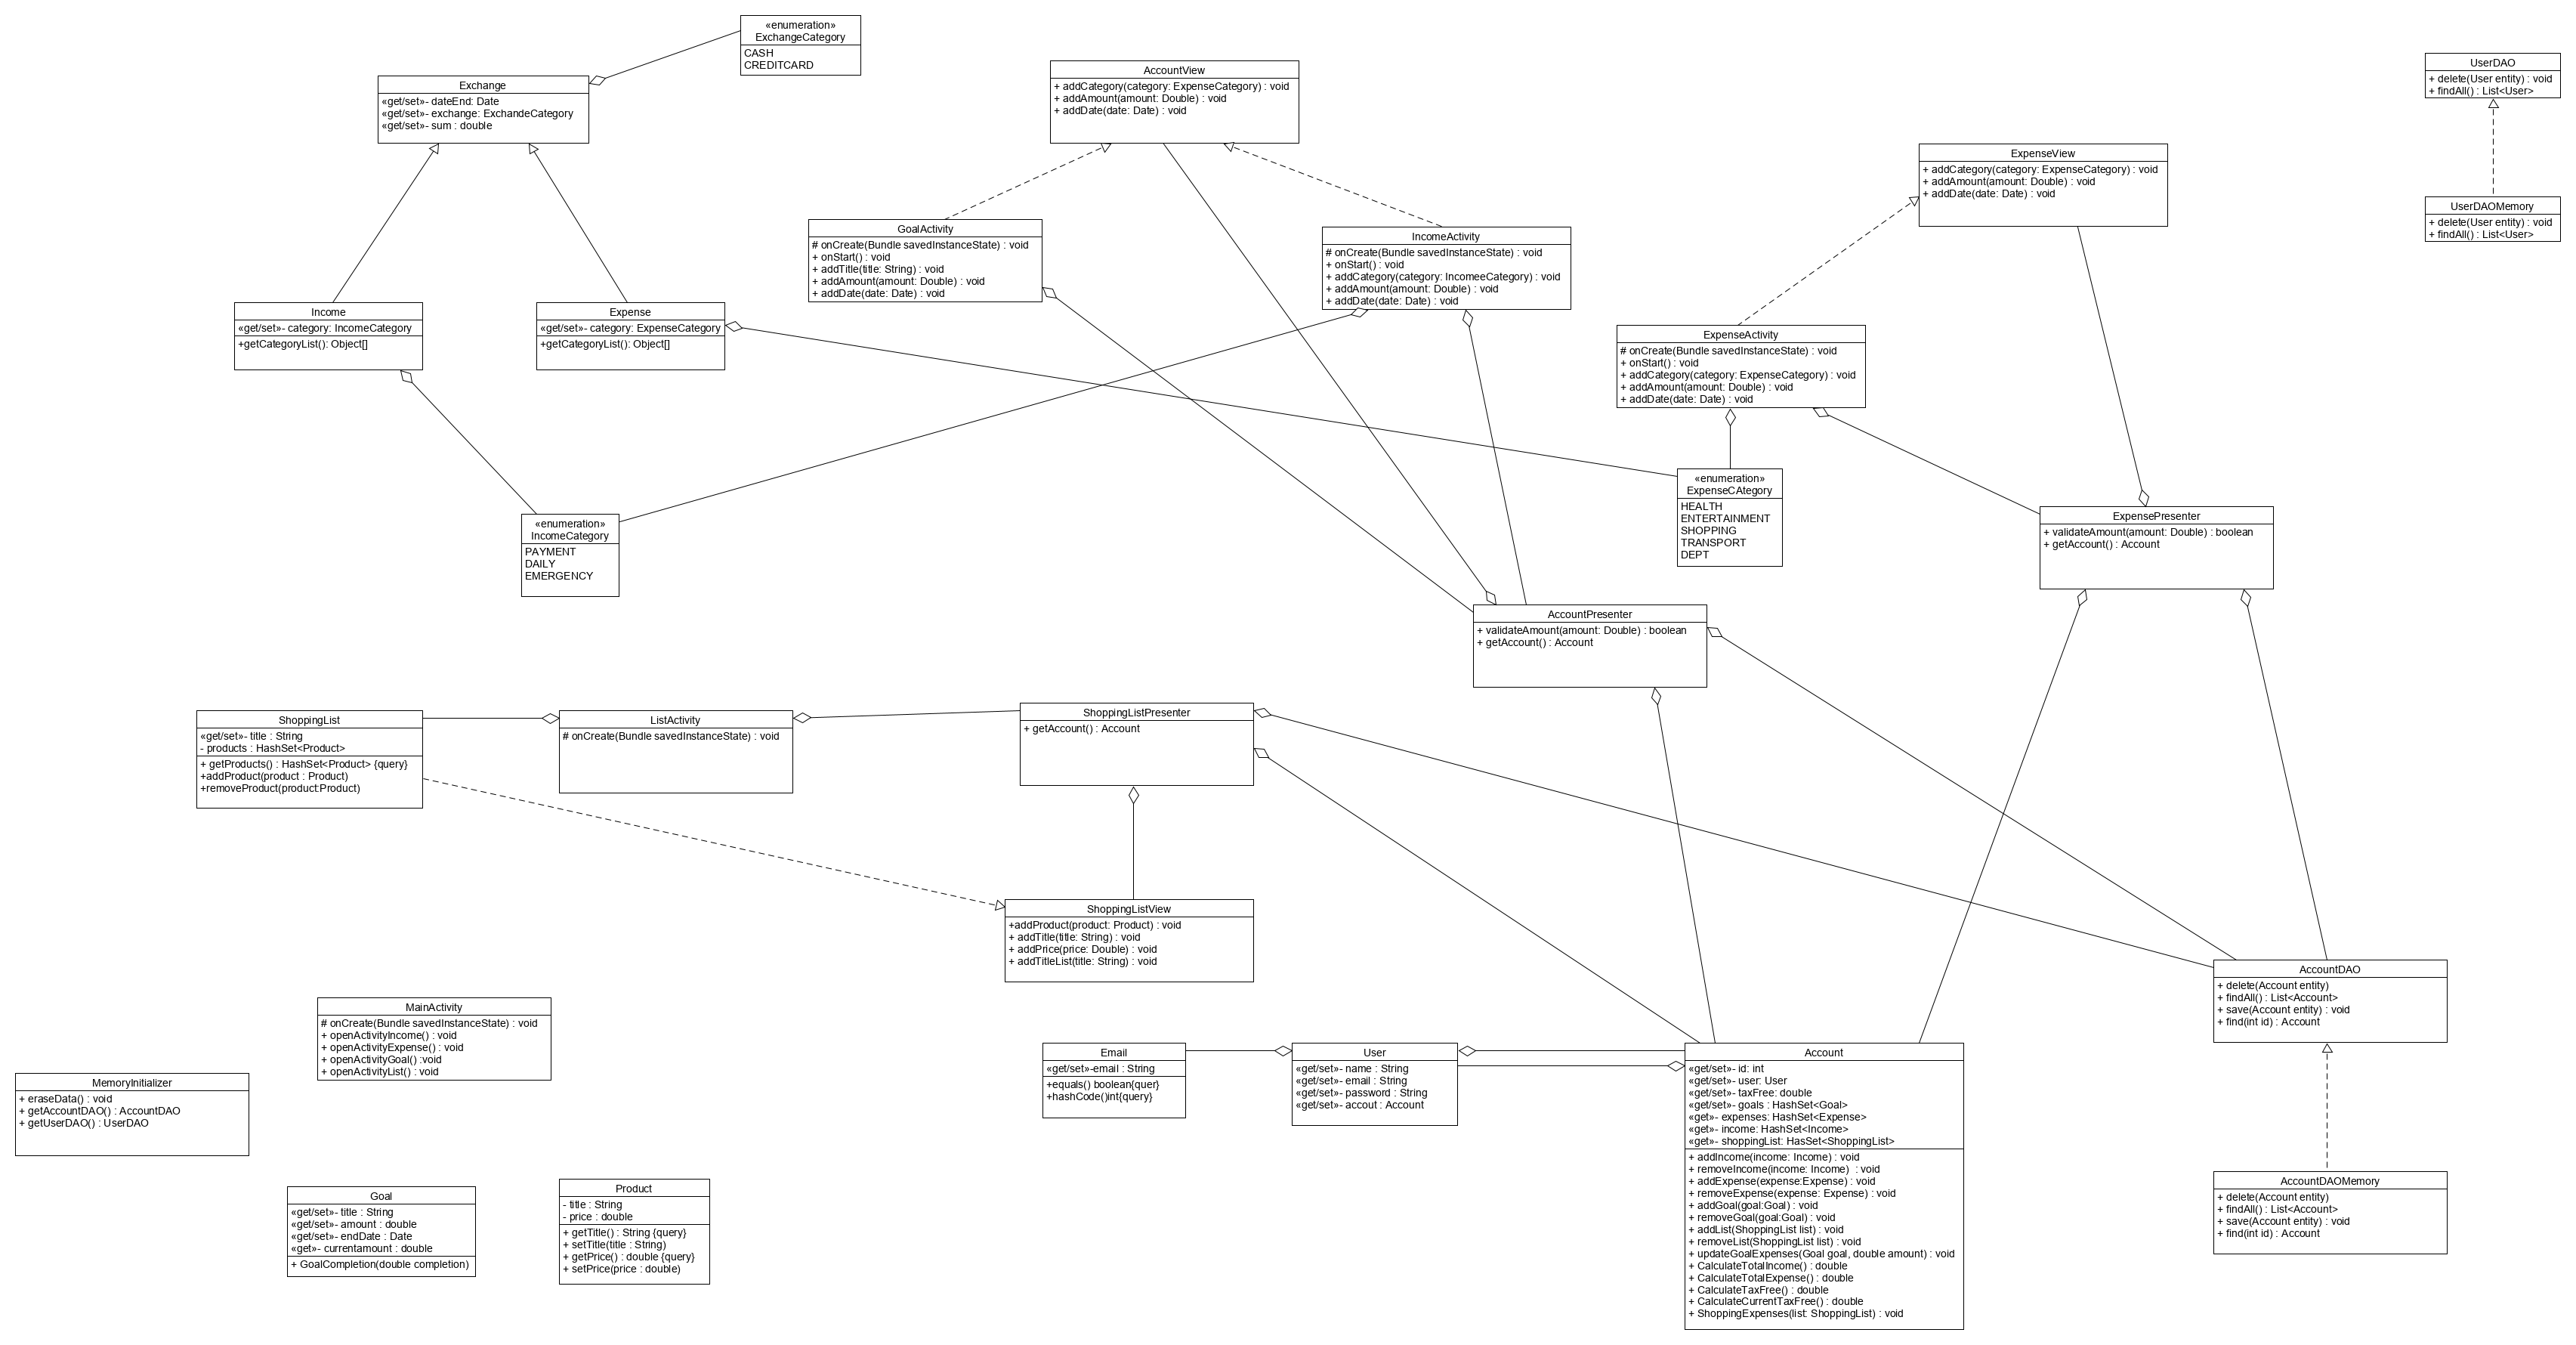 «enumeration»
ExchangeCategory
CASH
CREDITCARD
Exchange
«get/set»- dateEnd: Date
«get/set»- exchange: ExchandeCategory
«get/set»- sum : double
AccountView
+ addCategory(category: ExpenseCategory) : void
+ addAmount(amount: Double) : void
+ addDate(date: Date) : void
UserDAO
+ delete(User entity) : void
+ findAll() : List<User>
ExpenseView
+ addCategory(category: ExpenseCategory) : void
+ addAmount(amount: Double) : void
+ addDate(date: Date) : void
UserDAOMemory
+ delete(User entity) : void
+ findAll() : List<User>
GoalActivity
# onCreate(Bundle savedInstanceState) : void
+ onStart() : void
+ addTitle(title: String) : void
+ addAmount(amount: Double) : void
+ addDate(date: Date) : void
IncomeActivity
# onCreate(Bundle savedInstanceState) : void
+ onStart() : void
+ addCategory(category: IncomeeCategory) : void
+ addAmount(amount: Double) : void
+ addDate(date: Date) : void
Income
«get/set»- category: IncomeCategory
+getCategoryList(): Object[]
Expense
«get/set»- category: ExpenseCategory
+getCategoryList(): Object[]
ExpenseActivity
# onCreate(Bundle savedInstanceState) : void
+ onStart() : void
+ addCategory(category: ExpenseCategory) : void
+ addAmount(amount: Double) : void
+ addDate(date: Date) : void
«enumeration»
ExpenseCAtegory
HEALTH
ENTERTAINMENT
SHOPPING
TRANSPORT
DEPT
«enumeration»
IncomeCategory
PAYMENT
DAILY
EMERGENCY
ExpensePresenter
+ validateAmount(amount: Double) : boolean
+ getAccount() : Account
AccountPresenter
+ validateAmount(amount: Double) : boolean
+ getAccount() : Account
ShoppingList
«get/set»- title : String
- products : HashSet<Product>
+ getProducts() : HashSet<Product> {query}
+addProduct(product : Product)
+removeProduct(product:Product)
ListActivity
# onCreate(Bundle savedInstanceState) : void
ShoppingListPresenter
+ getAccount() : Account
ShoppingListView
+addProduct(product: Product) : void
+ addTitle(title: String) : void
+ addPrice(price: Double) : void
+ addTitleList(title: String) : void
AccountDAO
+ delete(Account entity)
+ findAll() : List<Account>
+ save(Account entity) : void
+ find(int id) : Account
MainActivity
# onCreate(Bundle savedInstanceState) : void
+ openActivityIncome() : void
+ openActivityExpense() : void
+ openActivityGoal() :void
+ openActivityList() : void
Email
«get/set»-email : String
+equals() boolean{quer}
+hashCode()int{query}
User
«get/set»- name : String
«get/set»- email : String
«get/set»- password : String
«get/set»- accout : Account
Account
«get/set»- id: int
«get/set»- user: User
«get/set»- taxFree: double
«get/set»- goals : HashSet<Goal>
«get»- expenses: HashSet<Expense>
«get»- income: HashSet<Income>
«get»- shoppingList: HasSet<ShoppingList>
+ addIncome(income: Income) : void
+ removeIncome(income: Income)  : void
+ addExpense(expense:Expense) : void
+ removeExpense(expense: Expense) : void
+ addGoal(goal:Goal) : void
+ removeGoal(goal:Goal) : void
+ addList(ShoppingList list) : void
+ removeList(ShoppingList list) : void
+ updateGoalExpenses(Goal goal, double amount) : void
+ CalculateTotalIncome() : double
+ CalculateTotalExpense() : double
+ CalculateTaxFree() : double
+ CalculateCurrentTaxFree() : double
+ ShoppingExpenses(list: ShoppingList) : void
MemoryInitializer
+ eraseData() : void
+ getAccountDAO() : AccountDAO
+ getUserDAO() : UserDAO
AccountDAOMemory
+ delete(Account entity)
+ findAll() : List<Account>
+ save(Account entity) : void
+ find(int id) : Account
Goal
«get/set»- title : String
«get/set»- amount : double
«get/set»- endDate : Date
«get»- currentamount : double
+ GoalCompletion(double completion)
Product
- title : String
- price : double
+ getTitle() : String {query}
+ setTitle(title : String)
+ getPrice() : double {query}
+ setPrice(price : double)